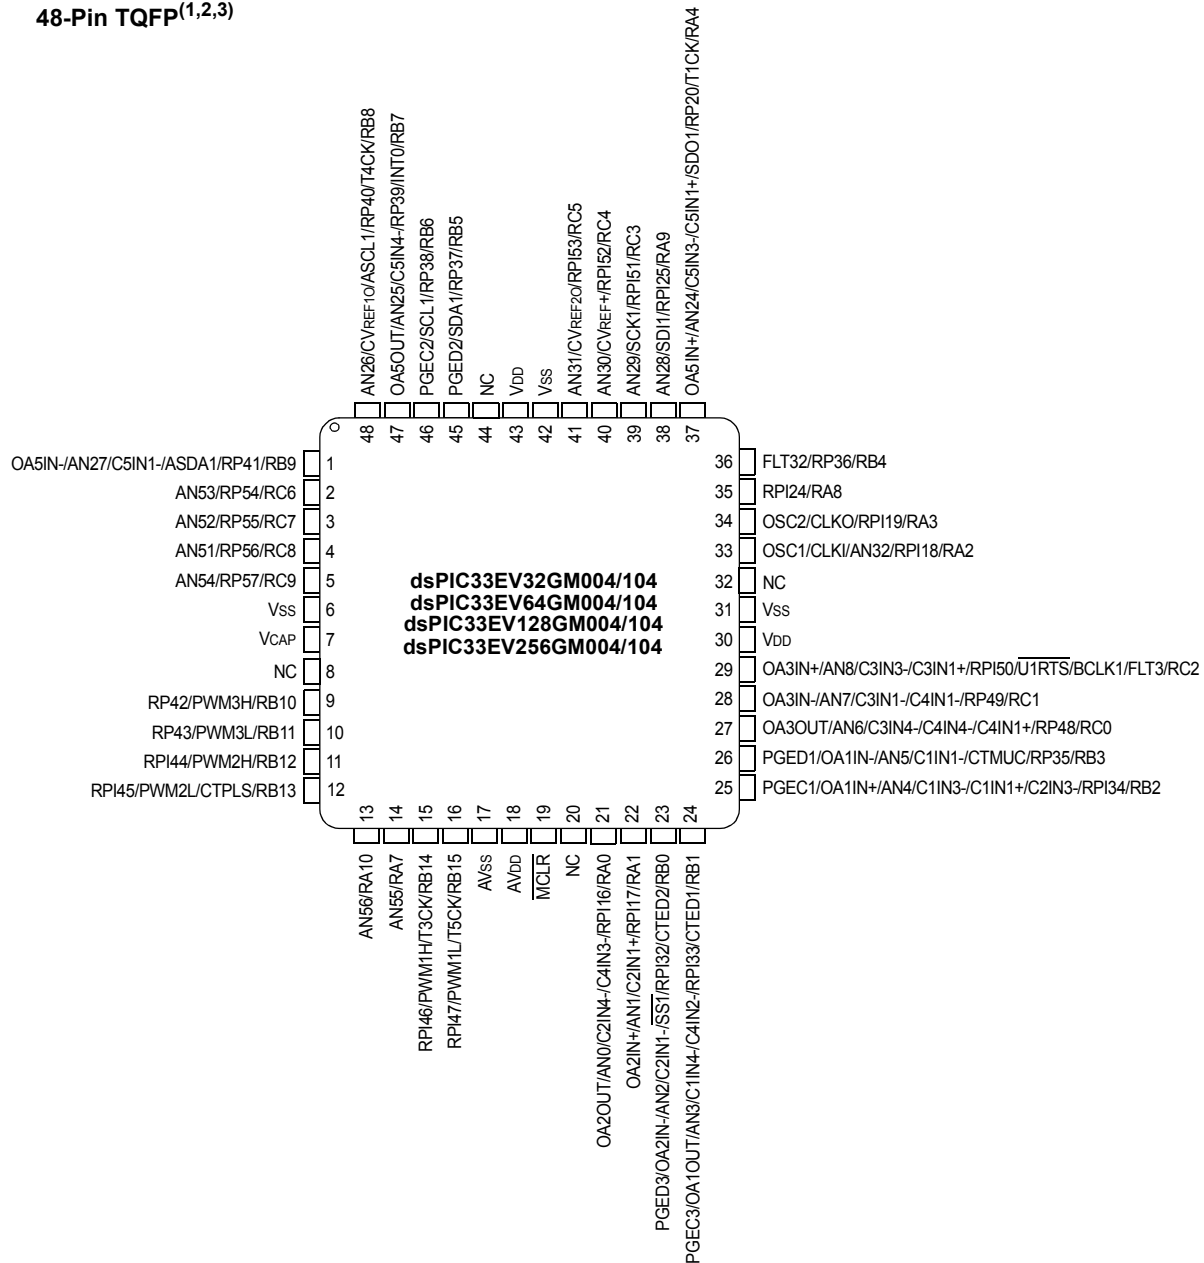 48-Pin TQFP(1,2,3)
AN26/CVREF1O/ASCL1/RP40/T4CK/RB8
OA5OUT/AN25/C5IN4-/RP39/INT0/RB7
PGEC2/SCL1/RP38/RB6
PGED2/SDA1/RP37/RB5
NC
VDD
VSS
AN31/CVREF2O/RPI53/RC5
AN30/CVREF+/RPI52/RC4
AN29/SCK1/RPI51/RC3
AN28/SDI1/RPI25/RA9
OA5IN+/AN24/C5IN3-/C5IN1+/SDO1/RP20/T1CK/RA4
48
47
46
45
44
43
42
41
40
39
38
37
OA5IN-/AN27/C5IN1-/ASDA1/RP41/RB9 1
AN53/RP54/RC6 2
AN52/RP55/RC7 3
AN51/RP56/RC8 4
AN54/RP57/RC9 5
VSS 6
VCAP 7
NC 8
RP42/PWM3H/RB10 9
RP43/PWM3L/RB11 10
RPI44/PWM2H/RB12 11
RPI45/PWM2L/CTPLS/RB13 12
dsPIC33EV32GM004/104
dsPIC33EV64GM004/104
dsPIC33EV128GM004/104
dsPIC33EV256GM004/104
36 FLT32/RP36/RB4
35 RPI24/RA8
34 OSC2/CLKO/RPI19/RA3
33 OSC1/CLKI/AN32/RPI18/RA2
32 NC
31 VSS
30 VDD
29 OA3IN+/AN8/C3IN3-/C3IN1+/RPI50/U1RTS/BCLK1/FLT3/RC2
28 OA3IN-/AN7/C3IN1-/C4IN1-/RP49/RC1
27 OA3OUT/AN6/C3IN4-/C4IN4-/C4IN1+/RP48/RC0
26 PGED1/OA1IN-/AN5/C1IN1-/CTMUC/RP35/RB3
25 PGEC1/OA1IN+/AN4/C1IN3-/C1IN1+/C2IN3-/RPI34/RB2
13
14
15
16
17
18
19
20
21
22
23
24
AN56/RA10
AN55/RA7
RPI46/PWM1H/T3CK/RB14
RPI47/PWM1L/T5CK/RB15
AVSS
AVDD
MCLR
NC
OA2OUT/AN0/C2IN4-/C4IN3-/RPI16/RA0
OA2IN+/AN1/C2IN1+/RPI17/RA1
PGED3/OA2IN-/AN2/C2IN1-/SS1/RPI32/CTED2/RB0
PGEC3/OA1OUT/AN3/C1IN4-/C4IN2-/RPI33/CTED1/RB1